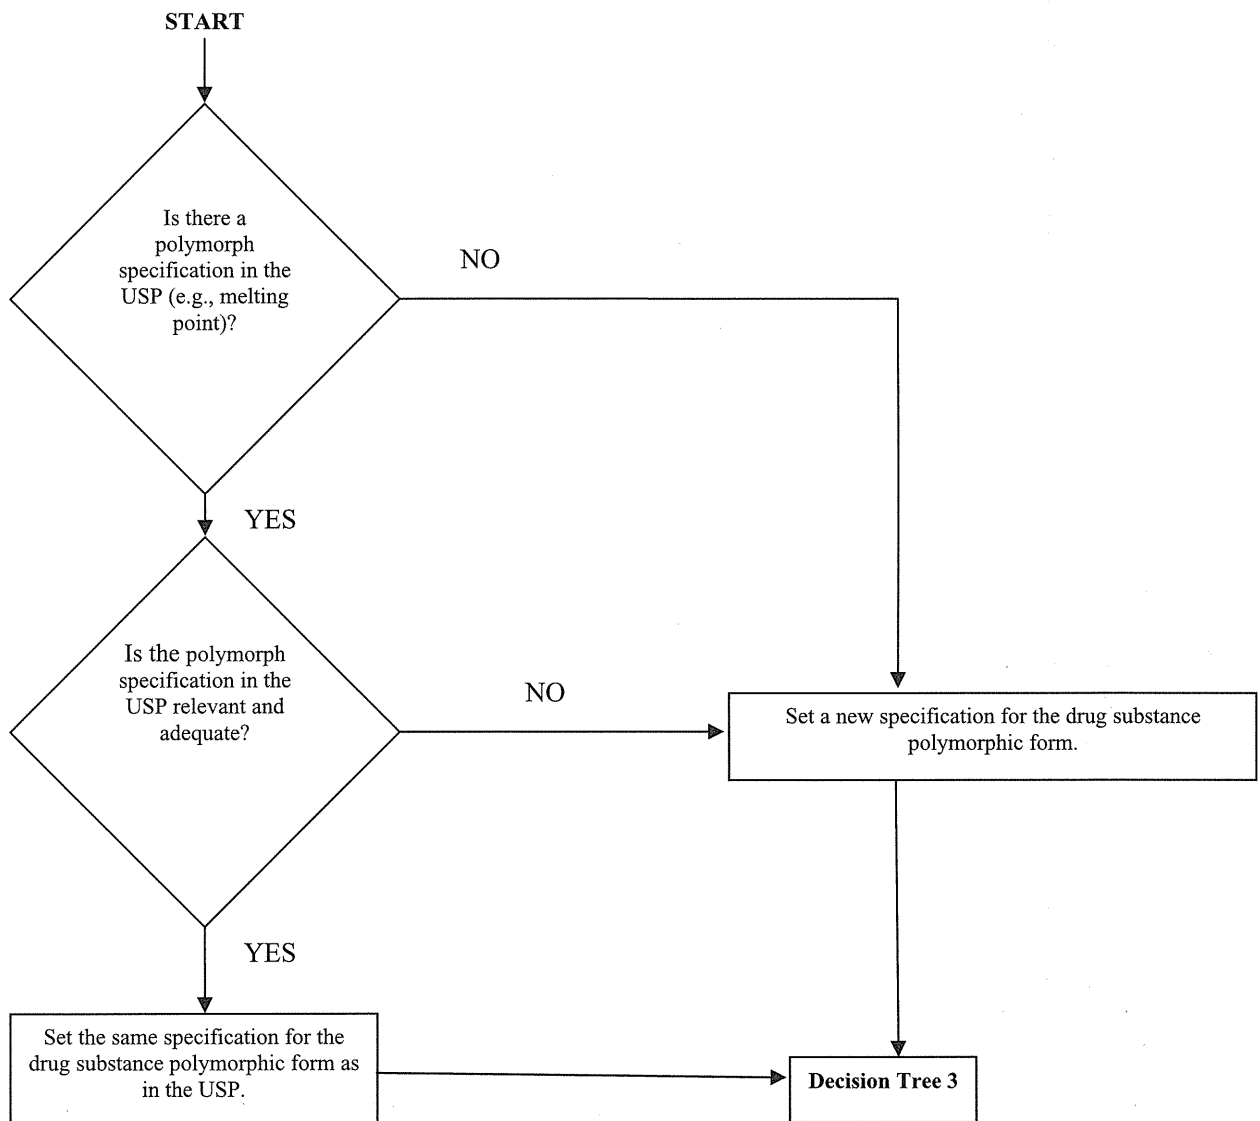 START
Is there a
polymorph
specification in the
USP (e.g., melting
point)?
NO
YES
Is the polymorph
specification in the
USP relevant and
adequate?
NO
Set a new specification for the drug substance
polymorphic form.
YES
Set the same specification for the
drug substance polymorphic form as
in the USP.
Decision Tree 3